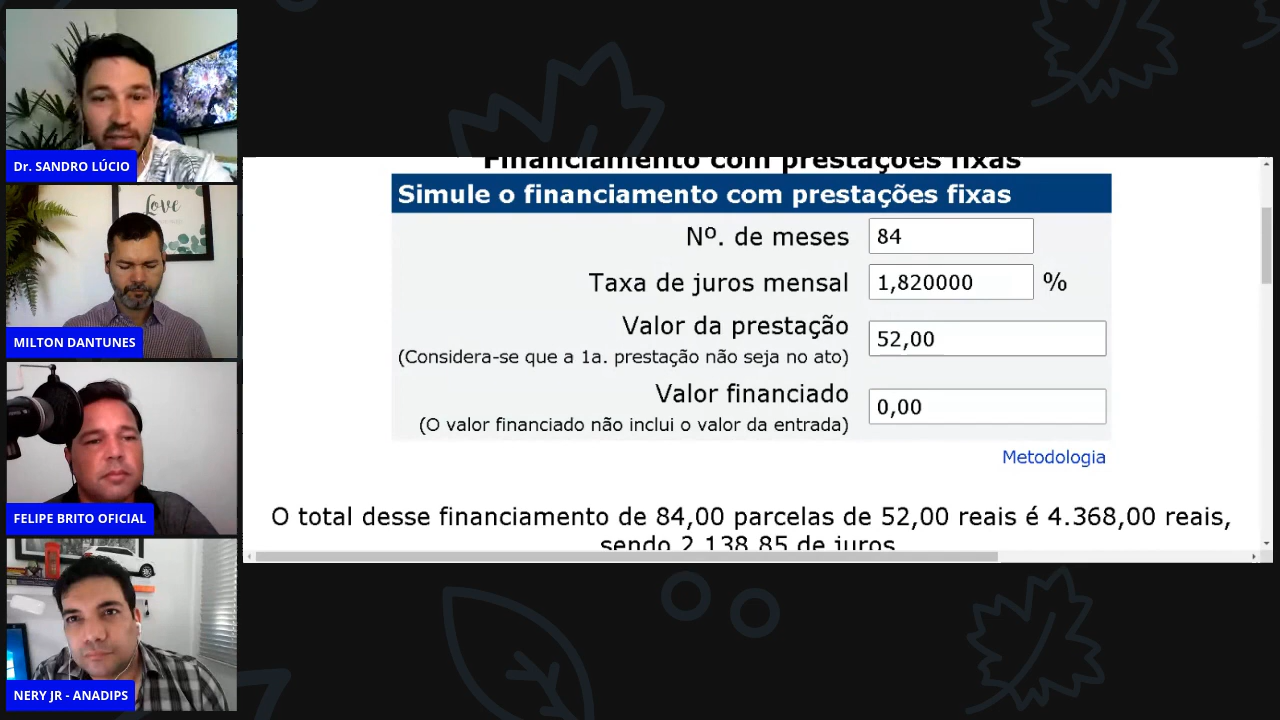 Dr. SANDRO LÚCIO
Love
MILTON DANTUNES
FELIPE BRITO OFICIAL
NERY JR - ANADIPS
Financiamento com prestações fixas
Simule o financiamento com prestações fixas
Nº. de meses 84
Taxa de juros mensal 1,820000 %
Valor da prestação
(Considera-se que a 1a. prestação não seja no ato) 52,00
Valor financiado
(O valor financiado não inclui o valor da entrada) 0,00
Metodologia
O total desse financiamento de 84,00 parcelas de 52,00 reais é 4.368,00 reais,
sendo 2.138,85 de juros